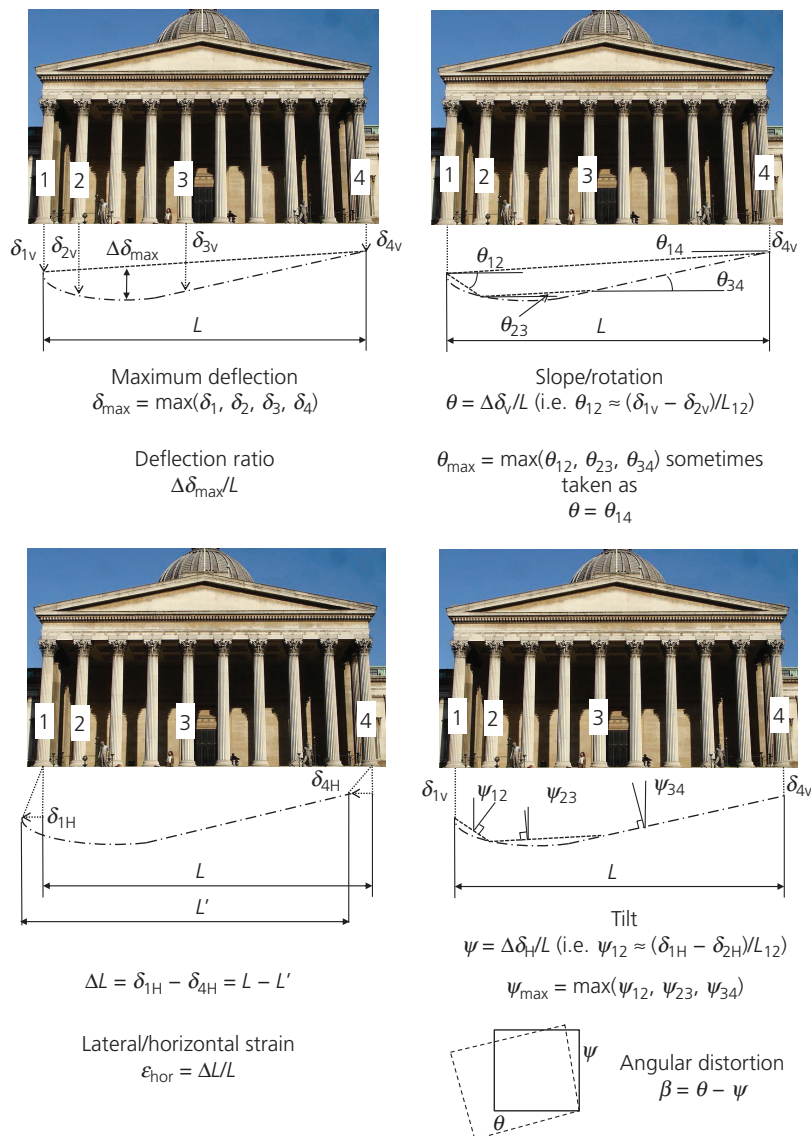 1
2
3
4
δ1v
δ2v
Δδmax
δ3v
δ4v
L
Maximum deflection
δmax = max(δ1, δ2, δ3, δ4)
Deflection ratio
Δδmax/L
1
2
3
4
δ4v
θ12
θ14
θ23
θ34
L
Slope/rotation
θ = Δδv/L (i.e. θ12 ≈ (δ1v − δ2v)/L12)
θmax = max(θ12, θ23, θ34) sometimes
taken as
θ = θ14
1
2
3
4
δ4H
δ1H
L
L′
ΔL = δ1H − δ4H = L − L′
Lateral/horizontal strain
εhor = ΔL/L
1
2
3
4
δ1v
ψ12
ψ23
ψ34
δ4v
L
Tilt
ψ = ΔδH/L (i.e. ψ12 ≈ (δ1H − δ2H)/L12)
ψmax = max(ψ12, ψ23, ψ34)
ψ
θ
Angular distortion
β = θ − ψ